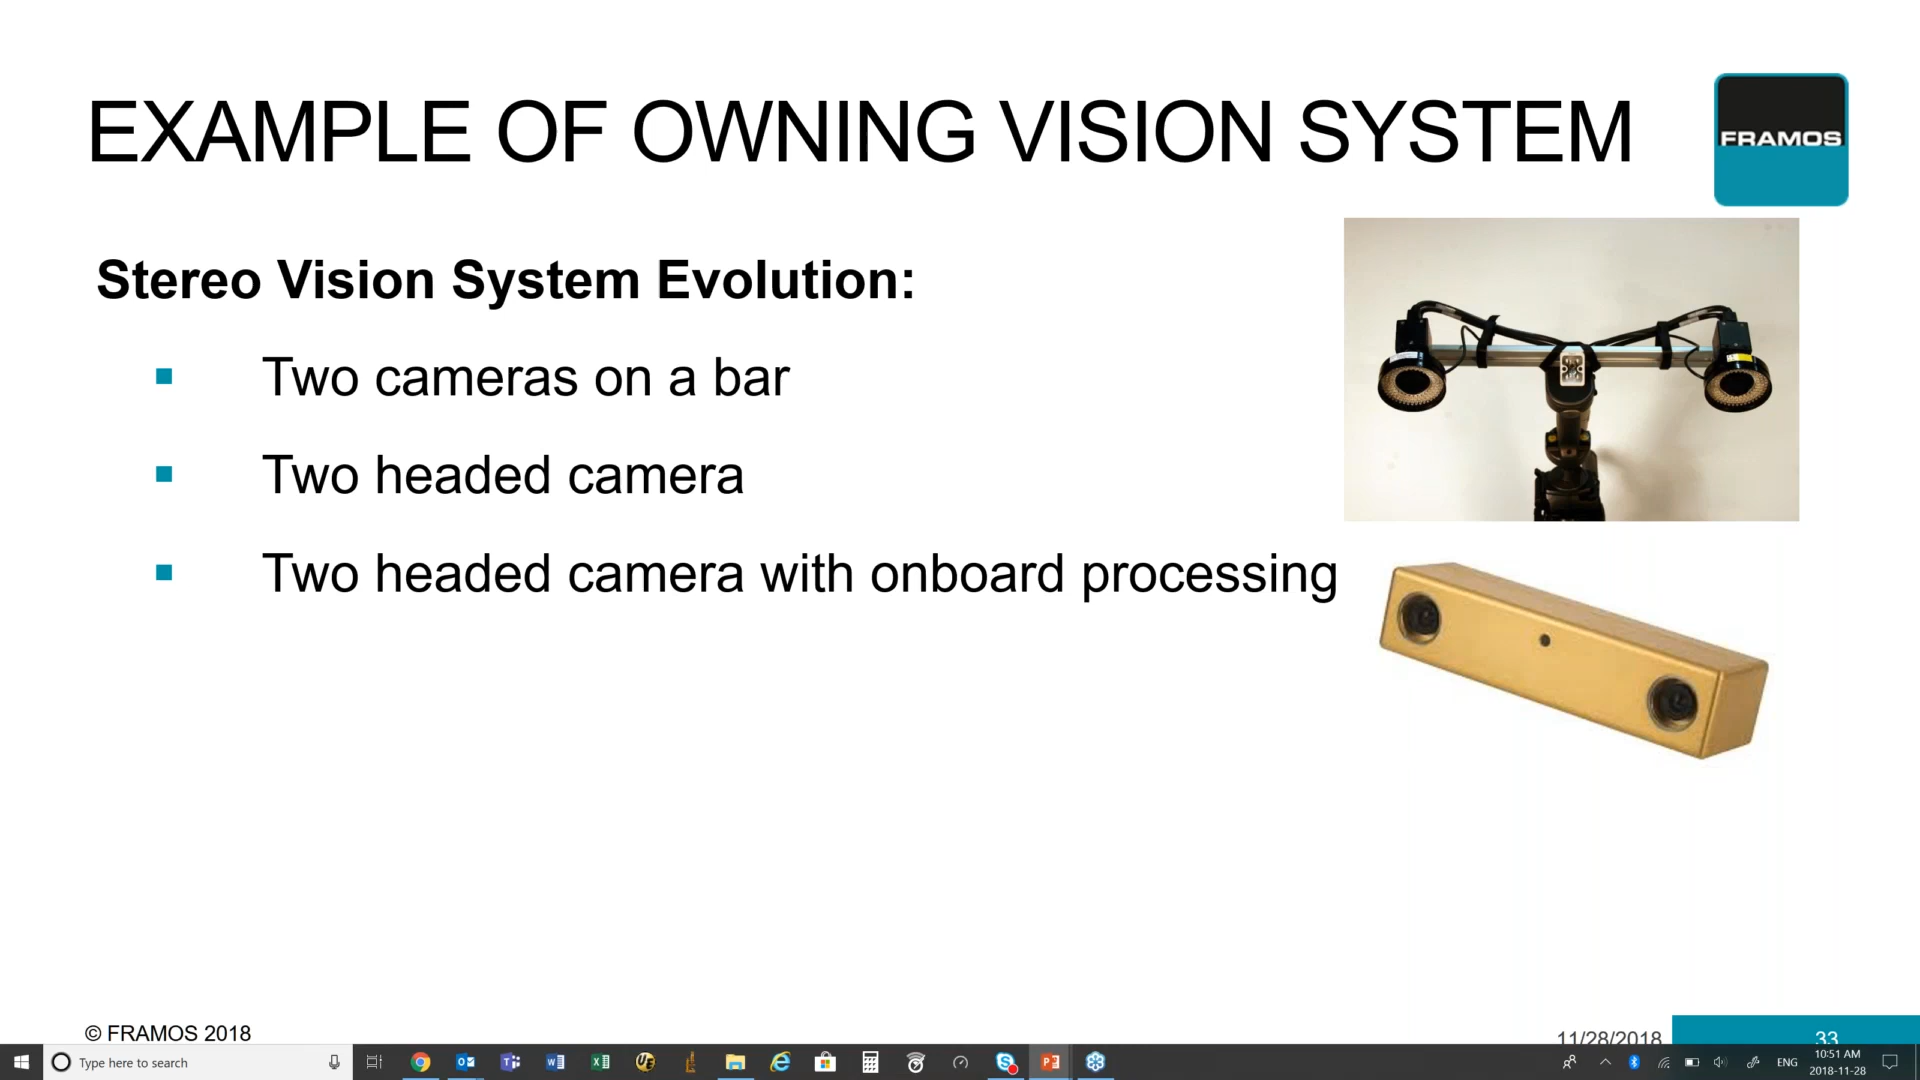 EXAMPLE OF OWNING VISION SYSTEM
FRAMOS
Stereo Vision System Evolution:
Two cameras on a bar
Two headed camera
Two headed camera with onboard processing
© FRAMOS 2018
11/28/2018
33
Type here to search
ENG
10:51 AM
2018-11-28